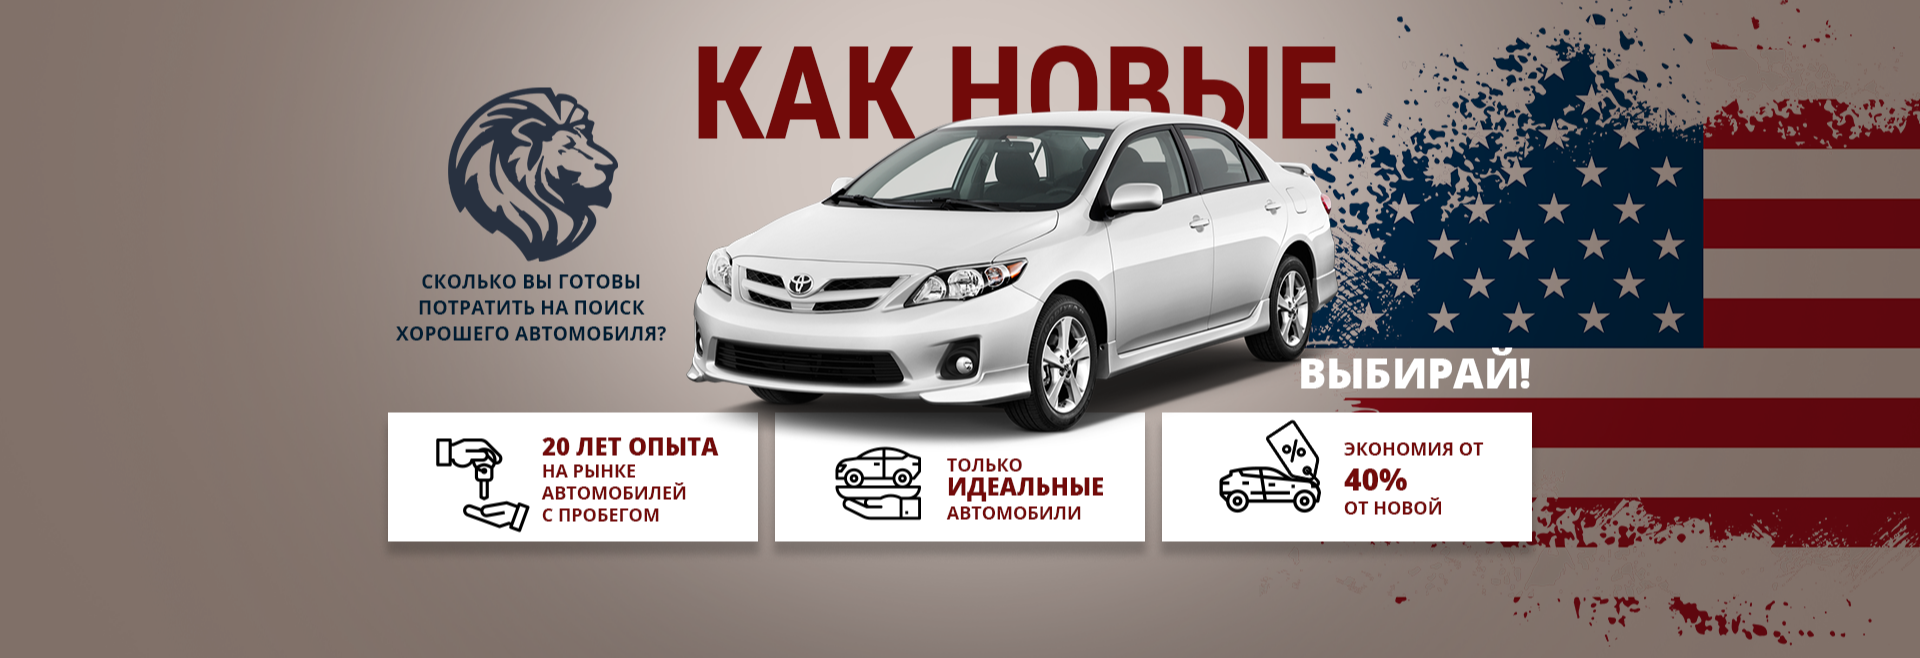 КАК НОВЫЕ
СКОЛЬКО ВЫ ГОТОВЫ
ПОТРАТИТЬ НА ПОИСК
ХОРОШЕГО АВТОМОБИЛЯ?
ВЫБИРАЙ!
20 ЛЕТ ОПЫТА
НА РЫНКЕ
АВТОМОБИЛЕЙ
С ПРОБЕГОМ
ТОЛЬКО
ИДЕАЛЬНЫЕ
АВТОМОБИЛИ
%
ЭКОНОМИЯ ОТ
40%
ОТ НОВОЙ